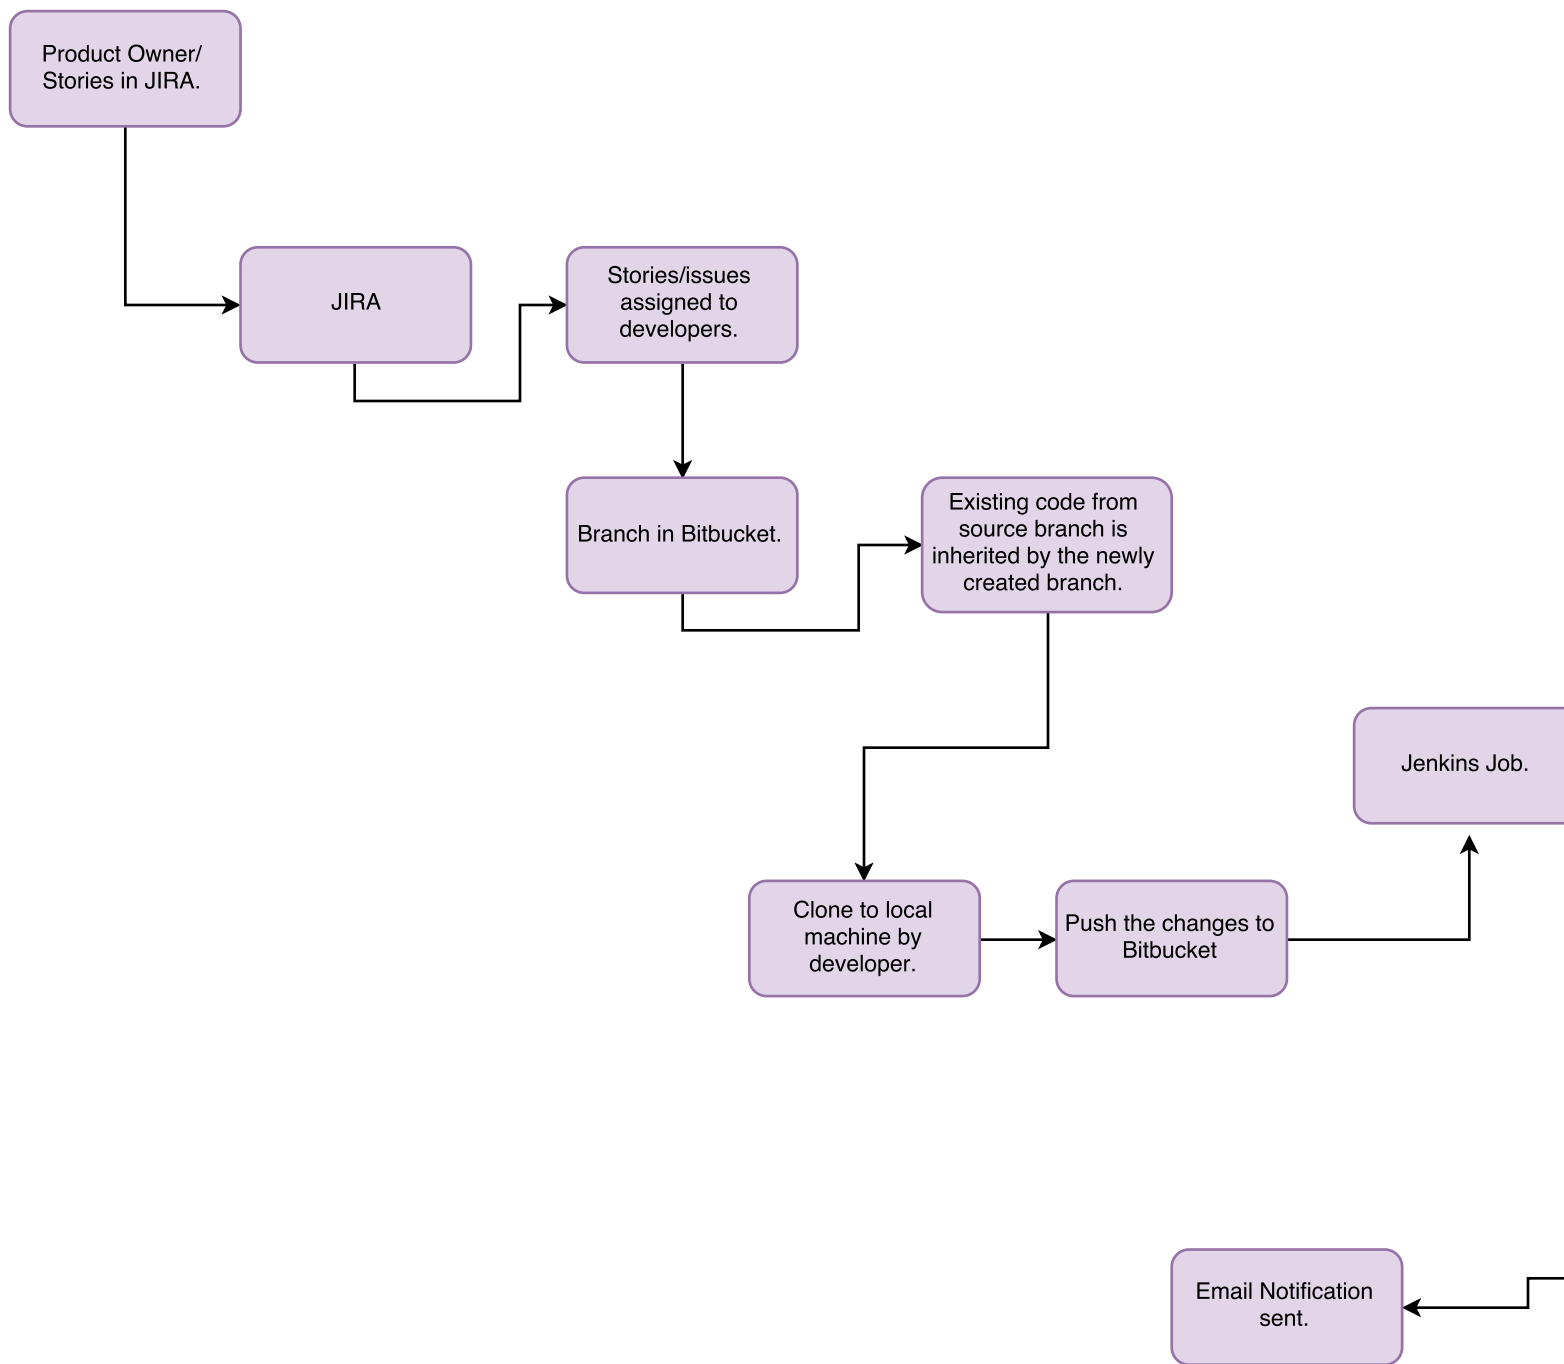 Product Owner/
Stories in JIRA.
JIRA
Stories/issues
assigned to
developers.
Branch in Bitbucket.
Existing code from
source branch is
inherited by the newly
created branch.
Jenkins Job.
Clone to local
machine by
developer.
Push the changes to
Bitbucket
Email Notification
sent.